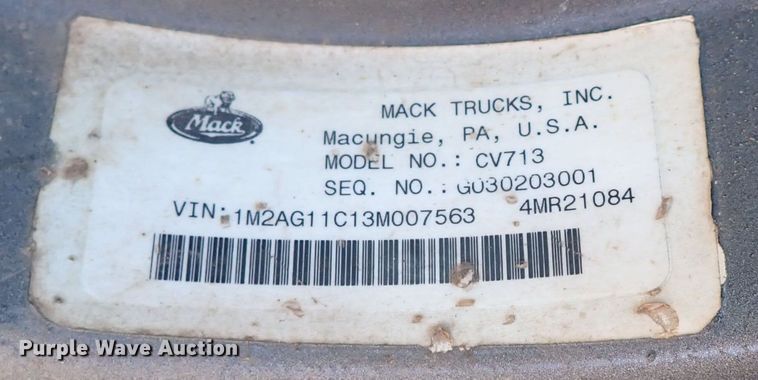 Mack
MACK TRUCKS, INC.
Macungie, PA, U.S.A.
MODEL NO.: CV713
SEQ. NO.: G030203001
VIN: 1M2AG11C13M007563 4MR21084
Purple Wave Auction